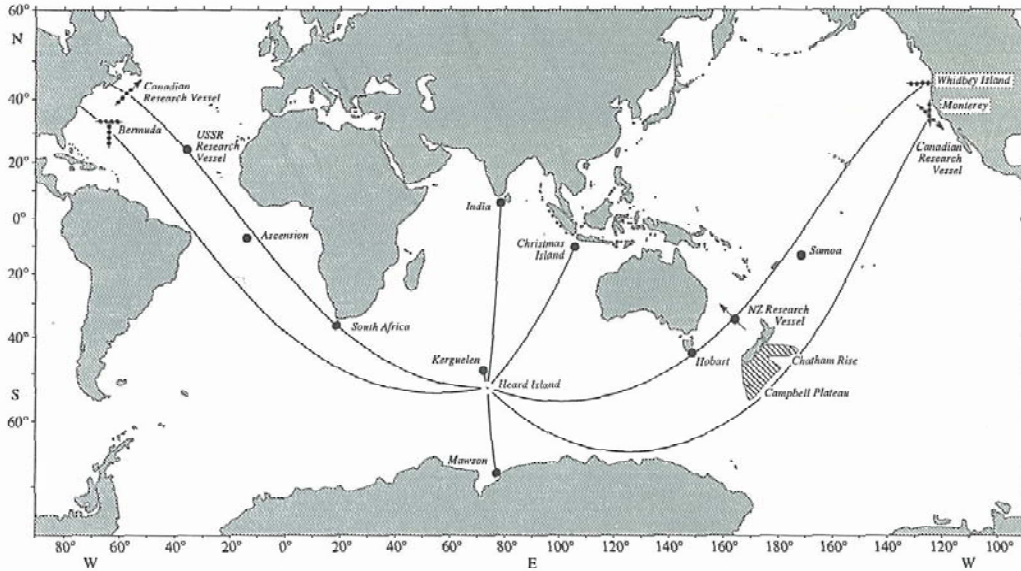 60°
N
40°
20°
0°
20°
40°
S
60°
Canadian
Research Vessel
Bermuda
USSR
Research
Vessel
Ascension
South Africa
India
Christmas
Island
Kerguelen
Heard Island
Mawson
Whidbey Island
Monterey
Canadian
Research
Vessel
Samoa
NZ Research
Vessel
Hobart
Chatham Rise
Campbell Plateau
80° 60° 40° 20° 0° 20° 40° 60° 80° 100° 120° 140° 160° 180° 160° 140° 120° 100°
W E W